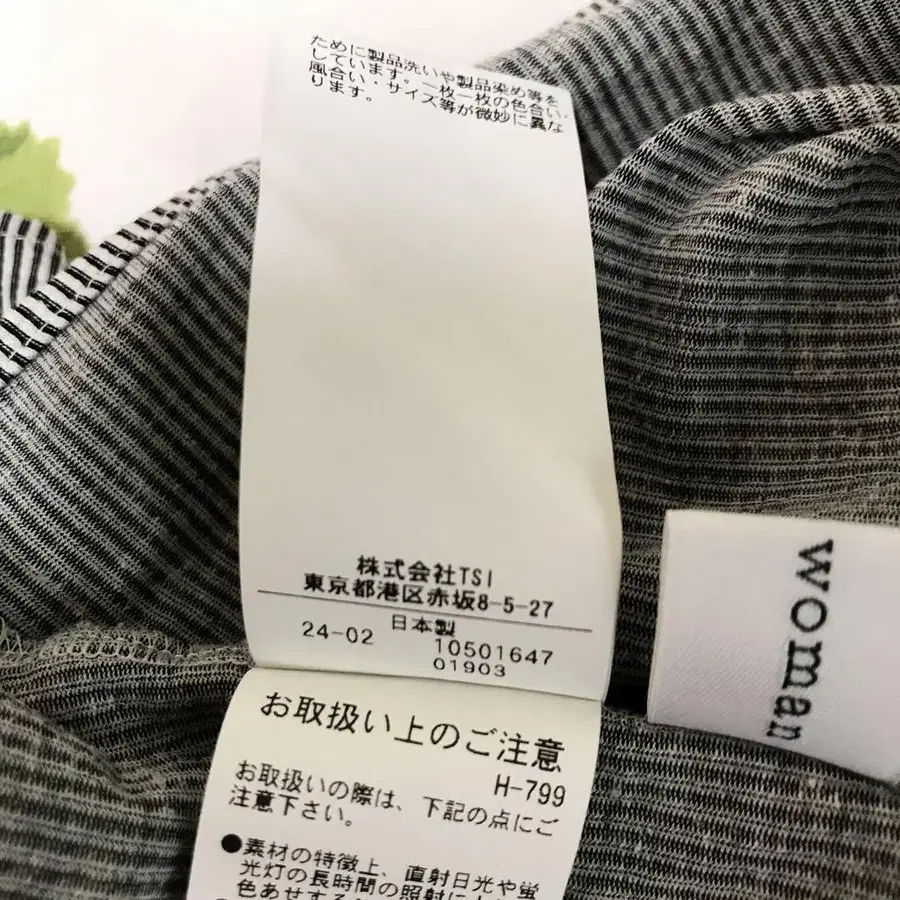 ために製品洗いや製品染め等を
しています。一枚一枚の色合い・
風合い・サイズ等が微妙に異な
ります。
株式会社TSI
東京都港区赤坂8-5-27
日本製
24-02 10501647
01903
woman
お取扱い上のご注意
H-799
お取扱いの際は、下記の点にご
注意下さい。
●素材の特徴上、直射日光や蛍
光灯の長時間の照射に
色あせする